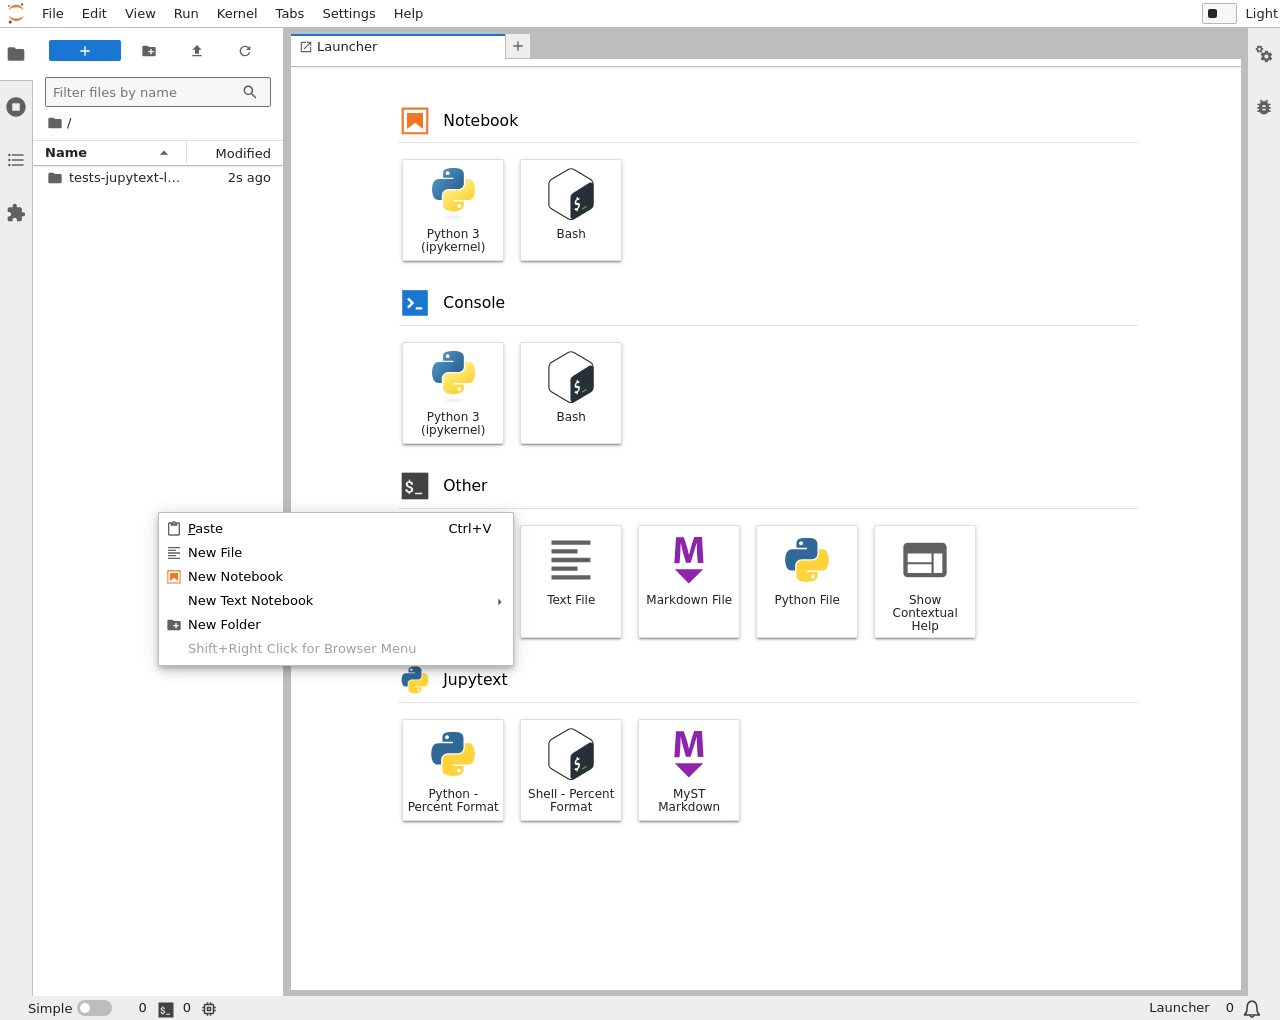 File Edit View Run Kernel Tabs Settings Help Light
Launcher
Filter files by name
/
Name Modified
tests-jupytext-l... 2s ago
Notebook
Python 3
(ipykernel)
Bash
Console
Python 3
(ipykernel)
Bash
Other
$_
Text File
Markdown File
Python File
Show
Contextual
Help
Paste Ctrl+V
New File
New Notebook
New Text Notebook
New Folder
Shift+Right Click for Browser Menu
Jupytext
Python -
Percent Format
Shell - Percent
Format
MyST
Markdown
Simple 0 $_ 0 Launcher 0